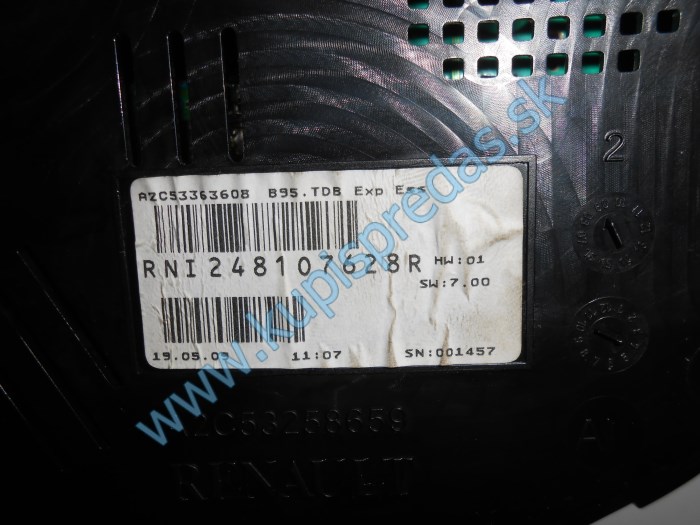 2
A2C53363608 B95.TDB Exp Ess
RNI248107628R HW:01
SW:7.00
19.05.09 11:07 SN:001457
A2C53256659
RENAULT
www.kupispredas.sk